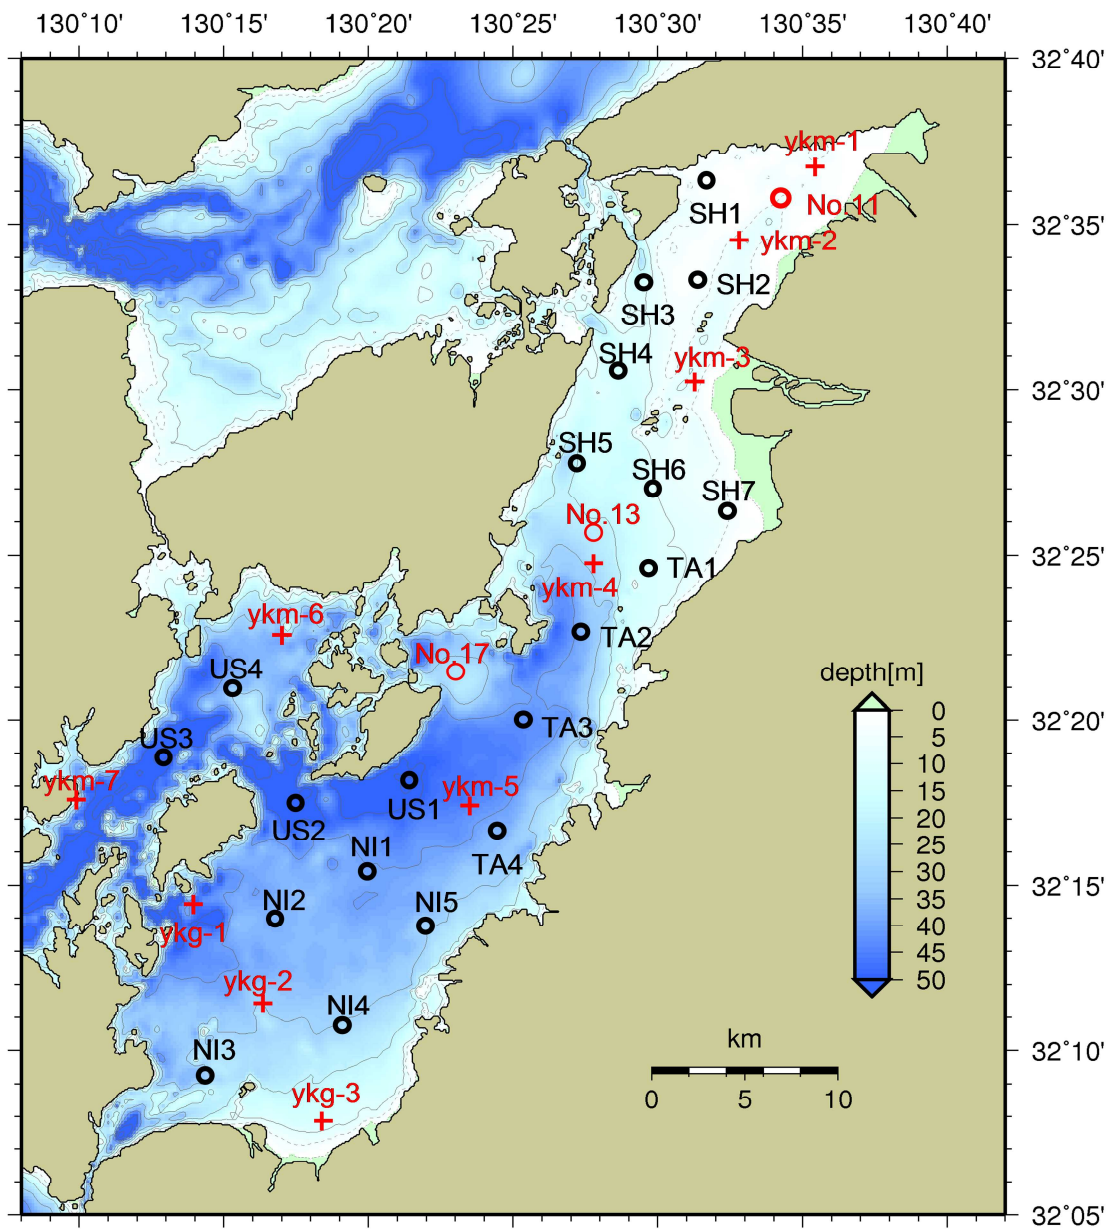 130°10' 130°15' 130°20' 130°25' 130°30' 130°35' 130°40'
32°40'
ykm-1
SH1
No.11
32°35'
ykm-2
SH2
SH3
SH4
ykm-3
32°30'
SH5
SH6
SH7
No.13
32°25'
TA1
ykm-4
ykm-6
TA2
No.17
US4
depth[m]
0
5
10
15
20
25
30
35
40
45
50
32°20'
TA3
US3
ykm-7
ykm-5
US1
US2
NI1
TA4
32°15'
NI2
NI5
ykg-1
ykg-2
NI4
km
0 5 10
NI3
32°10'
ykg-3
32°05'